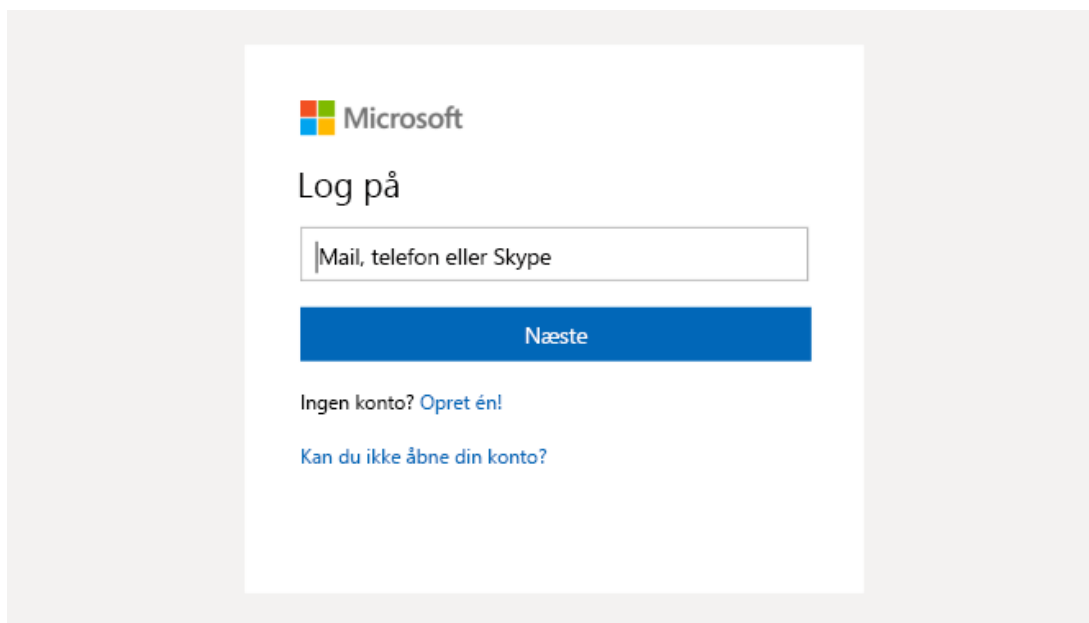 Microsoft
Log på
Mail, telefon eller Skype
Næste
Ingen konto? Opret én!
Kan du ikke åbne din konto?